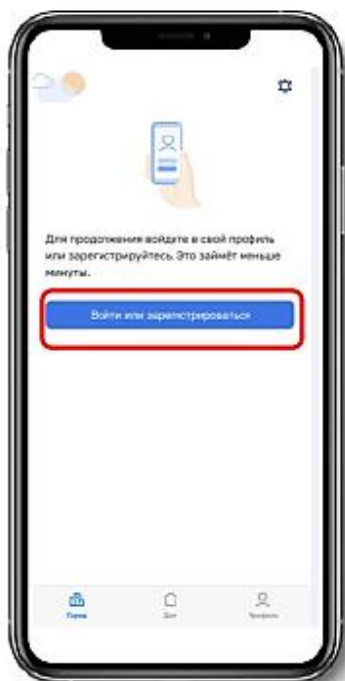 Для продолжения войдите в свой профиль
или зарегистрируйтесь. Это займёт меньше
минуты.
Войти или зарегистрироваться
Город
Дом
Профиль